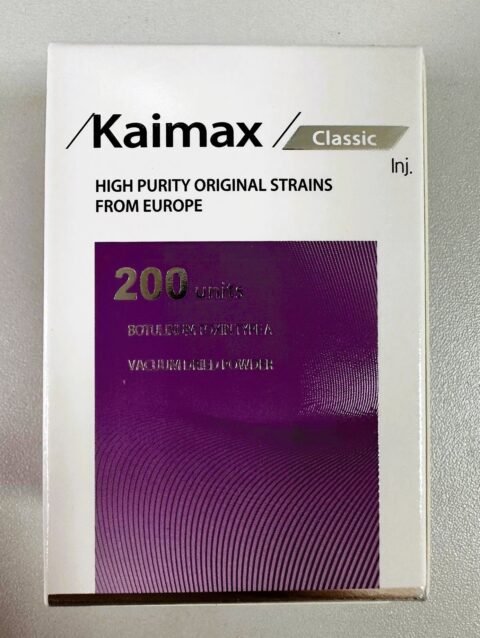 Kaimax
Classic
Inj.
HIGH PURITY ORIGINAL STRAINS
FROM EUROPE
200 units
BOTULINUM TOXIN TYPE A
VACUUM DRIED POWDER